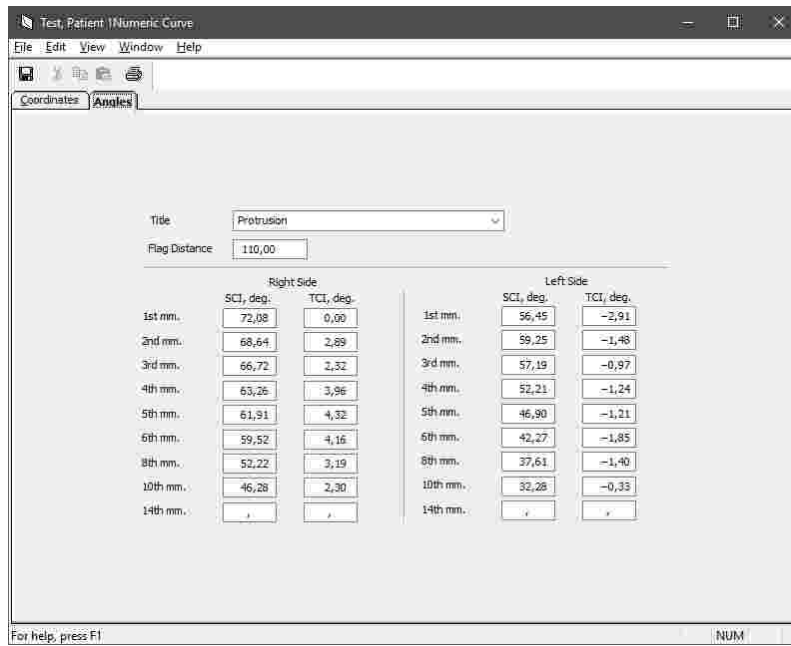 Test, Patient 1Numeric Curve
File Edit View Window Help
Coordinates Angles
Title Protrusion
Flag Distance 110,00
Right Side Left Side
SCI, deg. TCI, deg. SCI, deg. TCI, deg.
1st mm. 72,08 0,00 1st mm. 56,45 −2,91
2nd mm. 68,64 2,89 2nd mm. 59,25 −1,48
3rd mm. 66,72 2,32 3rd mm. 57,19 −0,97
4th mm. 63,26 3,96 4th mm. 52,21 −1,24
5th mm. 61,91 4,32 5th mm. 46,90 −1,21
6th mm. 59,52 4,16 6th mm. 42,27 −1,85
8th mm. 52,22 3,19 8th mm. 37,61 −1,40
10th mm. 46,28 2,30 10th mm. 32,28 −0,33
14th mm. , , 14th mm. , ,
For help, press F1 NUM